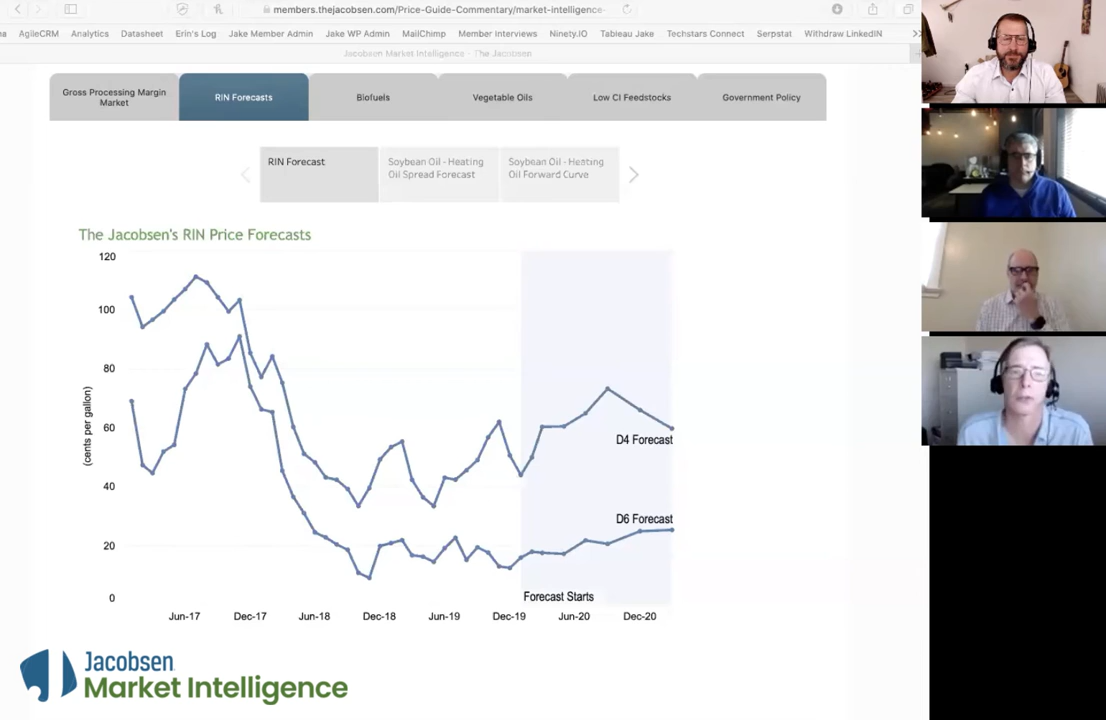 members.thejacobsen.com/Price-Guide-Commentary/market-intelligence-
AgileCRM Analytics Datasheet Erin's Log Jake Member Admin Jake WP Admin MailChimp Member Interviews Ninety.IO Tableau Jake Techstars Connect Serpstat Withdraw LinkedIN
Jacobsen Market Intelligence - The Jacobsen
Gross Processing Margin
Market
RIN Forecasts
Biofuels
Vegetable Oils
Low CI Feedstocks
Government Policy
RIN Forecast
Soybean Oil - Heating
Oil Spread Forecast
Soybean Oil - Heating
Oil Forward Curve
The Jacobsen's RIN Price Forecasts
120
100
80
60
40
20
0
(cents per gallon)
D4 Forecast
D6 Forecast
Forecast Starts
Jun-17 Dec-17 Jun-18 Dec-18 Jun-19 Dec-19 Jun-20 Dec-20
Jacobsen
Market Intelligence